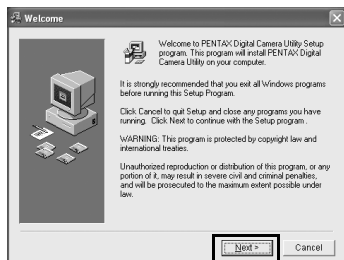 Welcome
Welcome to PENTAX Digital Camera Utility Setup
program. This program will install PENTAX Digital
Camera Utility on your computer.
It is strongly recommended that you exit all Windows programs
before running this Setup Program.
Click Cancel to quit Setup and close any programs you have
running. Click Next to continue with the Setup program.
WARNING: This program is protected by copyright law and
international treaties.
Unauthorized reproduction or distribution of this program, or any
portion of it, may result in severe civil and criminal penalties,
and will be prosecuted to the maximum extent possible under
law.
Next > Cancel